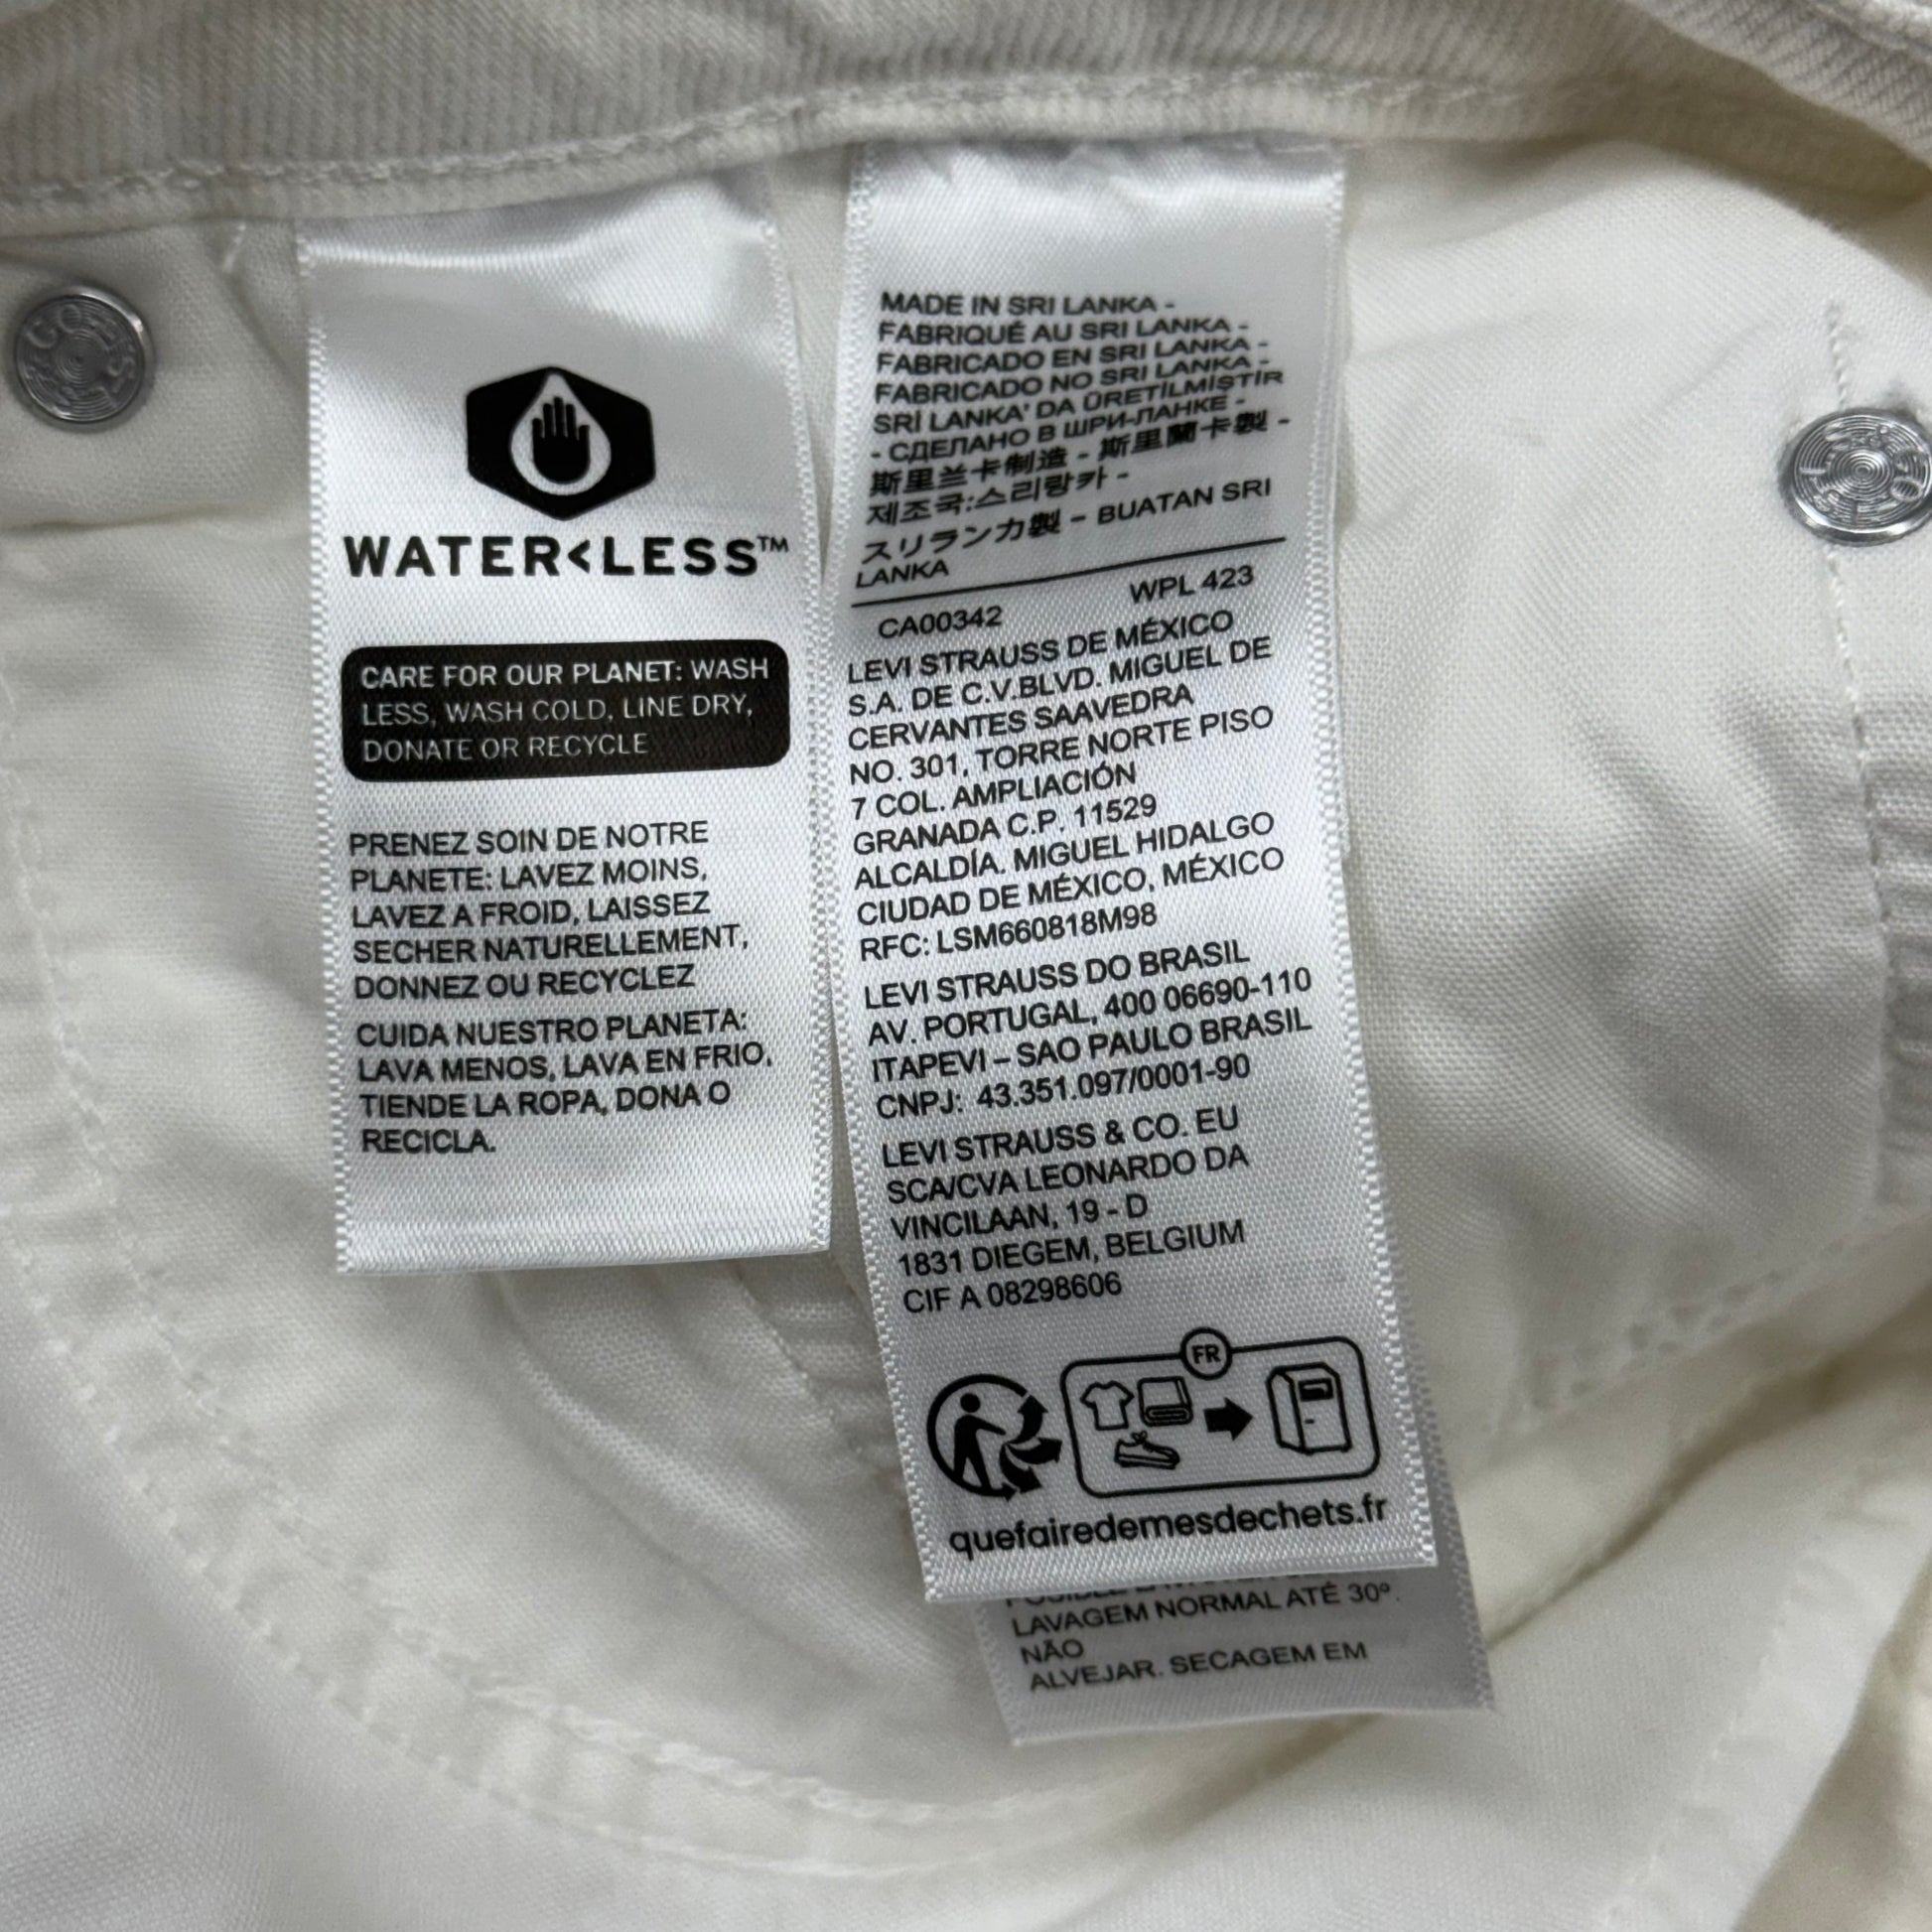 WATER<LESS™
CARE FOR OUR PLANET: WASH
LESS, WASH COLD, LINE DRY,
DONATE OR RECYCLE
PRENEZ SOIN DE NOTRE
PLANETE: LAVEZ MOINS,
LAVEZ A FROID, LAISSEZ
SECHER NATURELLEMENT,
DONNEZ OU RECYCLEZ
CUIDA NUESTRO PLANETA:
LAVA MENOS, LAVA EN FRIO,
TIENDE LA ROPA, DONA O
RECICLA.
MADE IN SRI LANKA -
FABRIQUÉ AU SRI LANKA -
FABRICADO EN SRI LANKA -
FABRICADO NO SRI LANKA -
SRİ LANKA' DA ÜRETİLMİŞTİR
- СДЕЛАНО В ШРИ-ЛАНКЕ -
斯里兰卡制造 - 斯里蘭卡製 -
제조국:스리랑카 -
スリランカ製 - BUATAN SRI
LANKA
CA00342 WPL 423
LEVI STRAUSS DE MÉXICO
S.A. DE C.V.BLVD. MIGUEL DE
CERVANTES SAAVEDRA
NO. 301, TORRE NORTE PISO
7 COL. AMPLIACIÓN
GRANADA C.P. 11529
ALCALDÍA. MIGUEL HIDALGO
CIUDAD DE MÉXICO, MÉXICO
RFC: LSM660818M98
LEVI STRAUSS DO BRASIL
AV. PORTUGAL, 400 06690-110
ITAPEVI – SAO PAULO BRASIL
CNPJ: 43.351.097/0001-90
LEVI STRAUSS & CO. EU
SCA/CVA LEONARDO DA
VINCILAAN, 19 - D
1831 DIEGEM, BELGIUM
CIF A 08298606
FR
quefairedemesdechets.fr
LAVAGEM NORMAL ATÉ 30º.
NÃO
ALVEJAR. SECAGEM EM